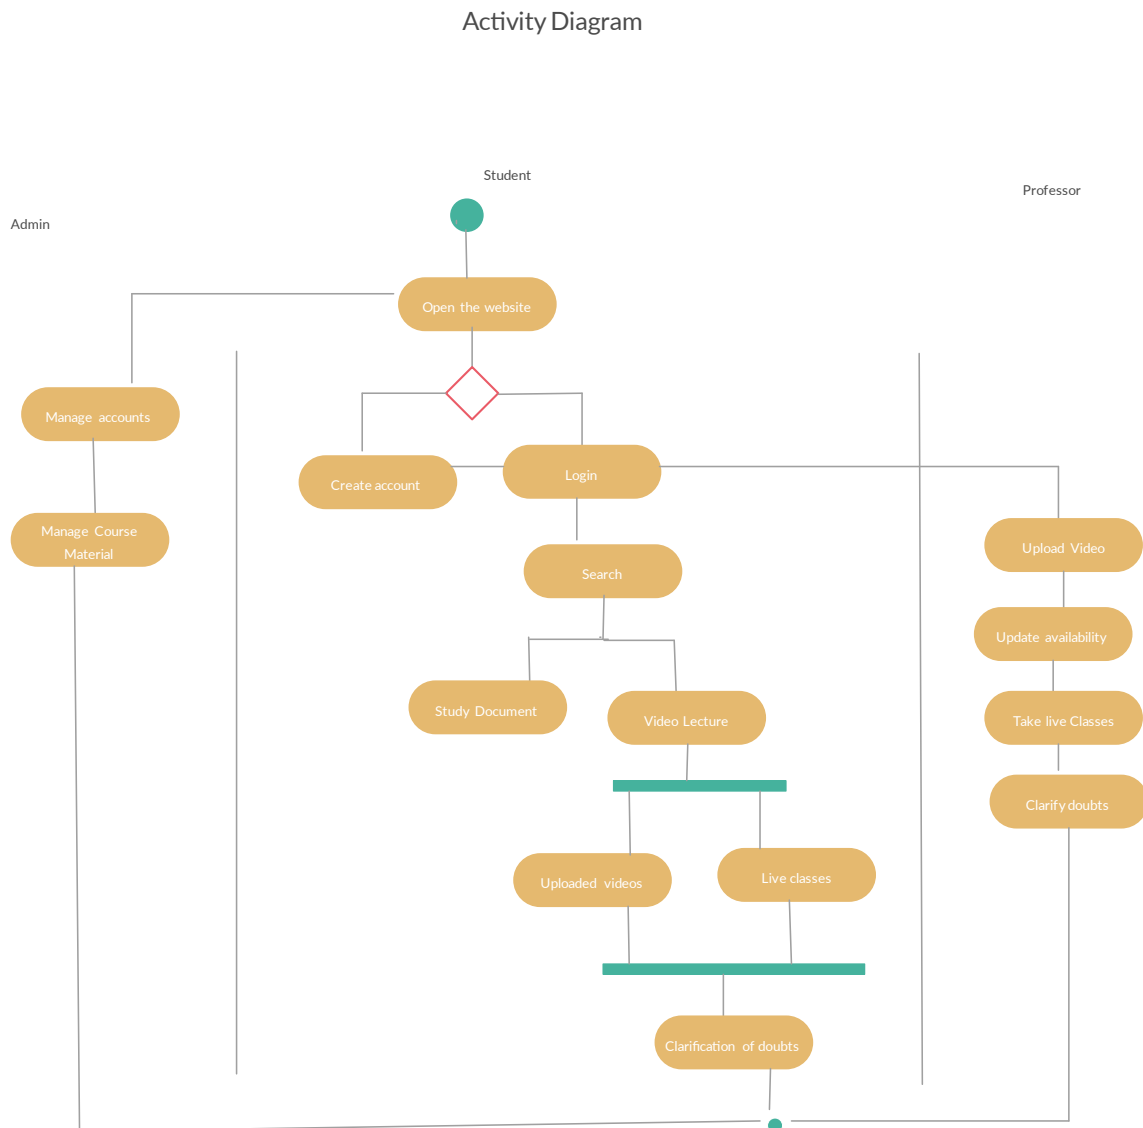 Activity Diagram
Student
Professor
Admin
Open the website
Manage accounts
Create account
Login
Manage Course
Material
Upload Video
Search
Update availability
Study Document
Video Lecture
Take live Classes
Clarify doubts
Uploaded videos
Live classes
Clarification of doubts